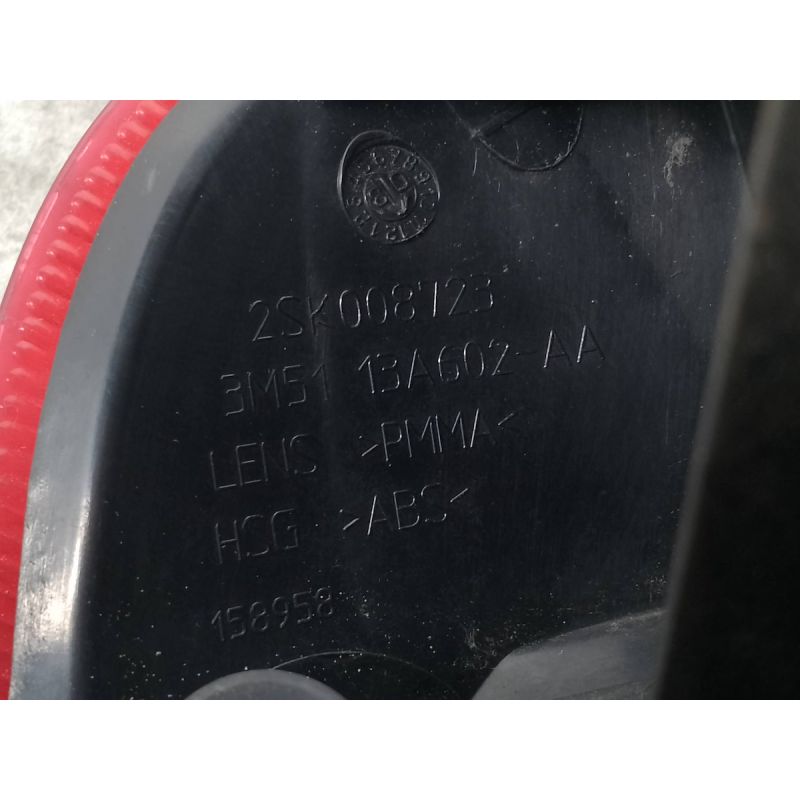 2SK008723
3M51 13A602-AA
LENS >PMMA<
HSG >ABS<
158958